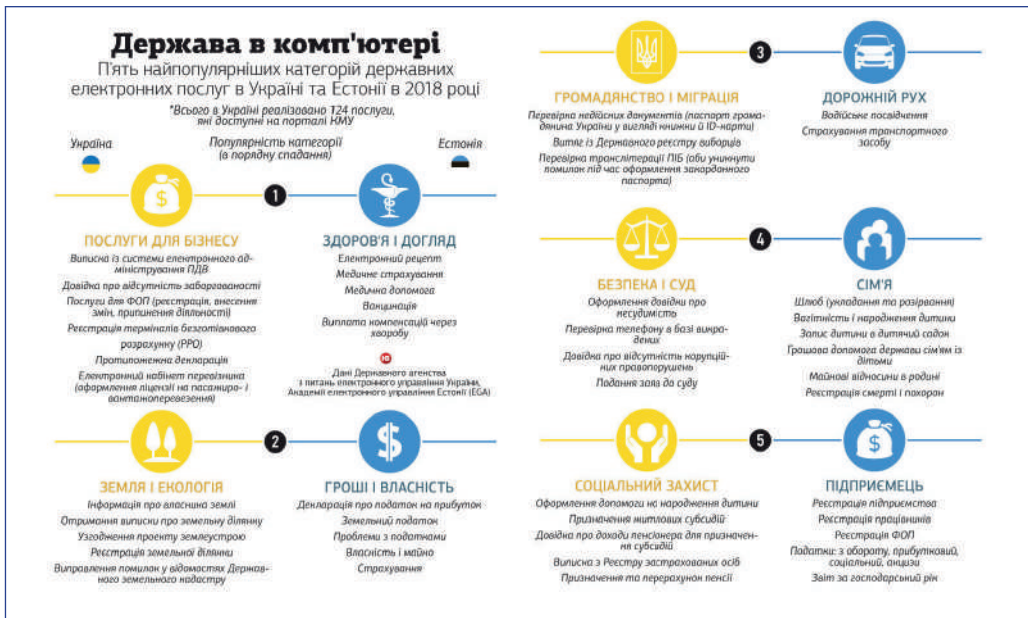 Держава в комп'ютері
П'ять найпопулярніших категорій державних
електронних послуг в Україні та Естонії в 2018 році
*Всього в Україні реалізовано 124 послуги,
які доступні на порталі КМУ
Україна
Популярність категорії
(в порядку спадання)
Естонія
1
ПОСЛУГИ ДЛЯ БІЗНЕСУ
Виписка із системи електронного ад-
міністрування ПДВ
Довідка про відсутність заборгованості
Послуги для ФОП (реєстрація, внесення
змін, припинення діяльності)
Реєстрація терміналів безготівкового
розрахунку (РРО)
Протипожежна декларація
Електронний кабінет перевізника
(оформлення ліцензії на пасажиро- і
вантажоперевезення)
ЗДОРОВ'Я І ДОГЛЯД
Електронний рецепт
Медичне страхування
Медична допомога
Вакцинація
Виплата компенсацій через
хворобу
НВ
Дані Державного агенства
з питань електронного управління України,
Академії електронного управління Естонії (EGA)
2
ЗЕМЛЯ І ЕКОЛОГІЯ
Інформація про власника землі
Отримання виписки про земельну ділянку
Узгодження проекту землеустрою
Реєстрація земельної ділянки
Виправлення помилок у відомостях Держав-
ного земельного кадастру
ГРОШІ І ВЛАСНІСТЬ
Декларація про податок на прибуток
Земельний податок
Проблеми з податками
Власність і майно
Страхування
3
ГРОМАДЯНСТВО І МІГРАЦІЯ
Перевірка недійсних документів (паспорт грома-
дянина України у вигляді книжки й ID-карти)
Витяг із Державного реєстру виборців
Перевірка транслітерації ПІБ (аби уникнути
помилок під час оформлення закордонного
паспорта)
ДОРОЖНІЙ РУХ
Водійське посвідчення
Страхування транспортного
засобу
4
БЕЗПЕКА І СУД
Оформлення довідки про
несудимість
Перевірка телефону в базі викра-
дених
Довідка про відсутність корупцій-
них правопорушень
Подання заяв до суду
СІМ'Я
Шлюб (укладання та розірвання)
Вагітність і народження дитини
Запис дитини в дитячий садок
Грошова допомога держави сім'ям із
дітьми
Майнові відносини в родині
Реєстрація смерті і похорон
5
СОЦІАЛЬНИЙ ЗАХИСТ
Оформлення допомоги на народження дитини
Призначення житлових субсидій
Довідка про доходи пенсіонера для призначен-
ня субсидій
Виписка з Реєстру застрахованих осіб
Призначення та перерахунок пенсії
ПІДПРИЄМЕЦЬ
Реєстрація підприємства
Реєстрація працівників
Реєстрація ФОП
Податки: з обороту, прибутковий,
соціальний, акцизи
Звіт за господарський рік